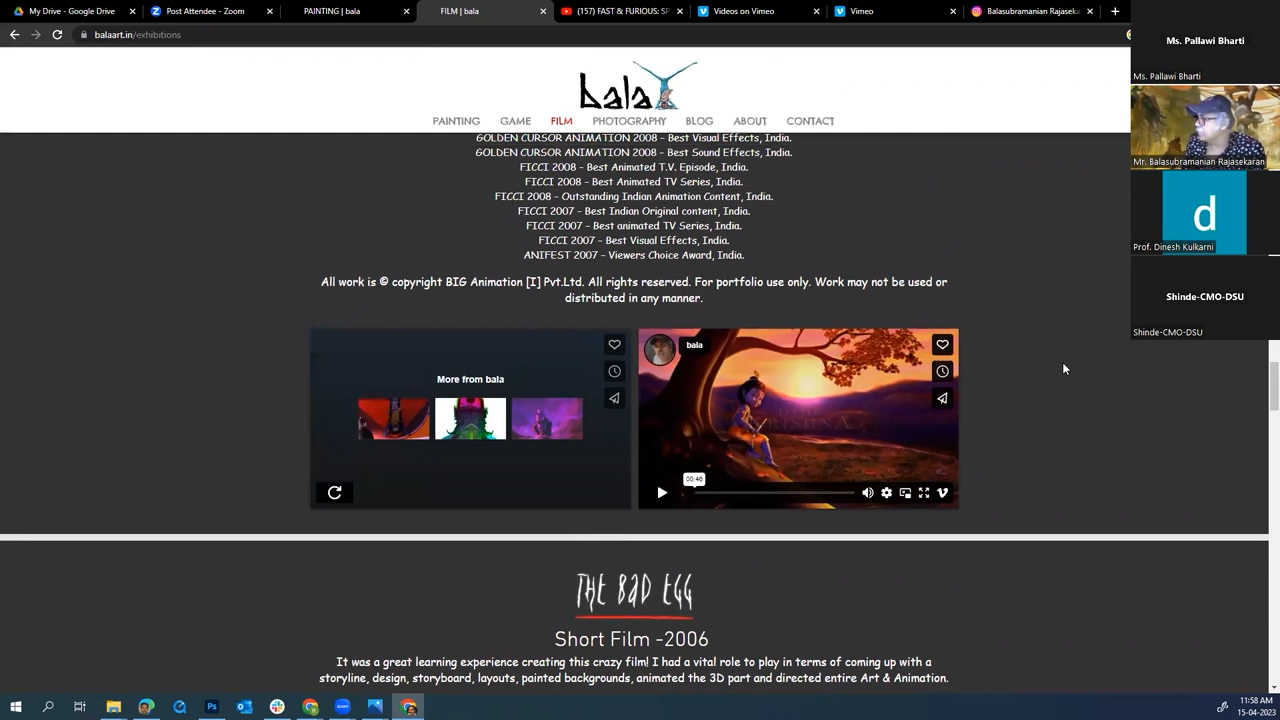 My Drive - Google Drive
Post Attendee - Zoom
PAINTING | bala
FILM | bala
(157) FAST & FURIOUS: SP
Videos on Vimeo
Vimeo
Balasubramanian Rajaseka
balaart.in/exhibitions
Ms. Pallawi Bharti
Ms. Pallawi Bharti
bala
PAINTING GAME FILM PHOTOGRAPHY BLOG ABOUT CONTACT
GOLDEN CURSOR ANIMATION 2008 - Best Visual Effects, India.
GOLDEN CURSOR ANIMATION 2008 - Best Sound Effects, India.
FICCI 2008 - Best Animated T.V. Episode, India.
FICCI 2008 - Best Animated TV Series, India.
FICCI 2008 - Outstanding Indian Animation Content, India.
FICCI 2007 - Best Indian Original content, India.
FICCI 2007 - Best animated TV Series, India.
FICCI 2007 - Best Visual Effects, India.
ANIFEST 2007 - Viewers Choice Award, India.
Mr. Balasubramanian Rajasekaran
d
Prof. Dinesh Kulkarni
Shinde-CMO-DSU
Shinde-CMO-DSU
All work is © copyright BIG Animation [I] Pvt.Ltd. All rights reserved. For portfolio use only. Work may not be used or
distributed in any manner.
More from bala
bala
00:46
THE BAD EGG
Short Film -2006
It was a great learning experience creating this crazy film! I had a vital role to play in terms of coming up with a
storyline, design, storyboard, layouts, painted backgrounds, animated the 3D part and directed entire Art & Animation.
11:58 AM
15-04-2023